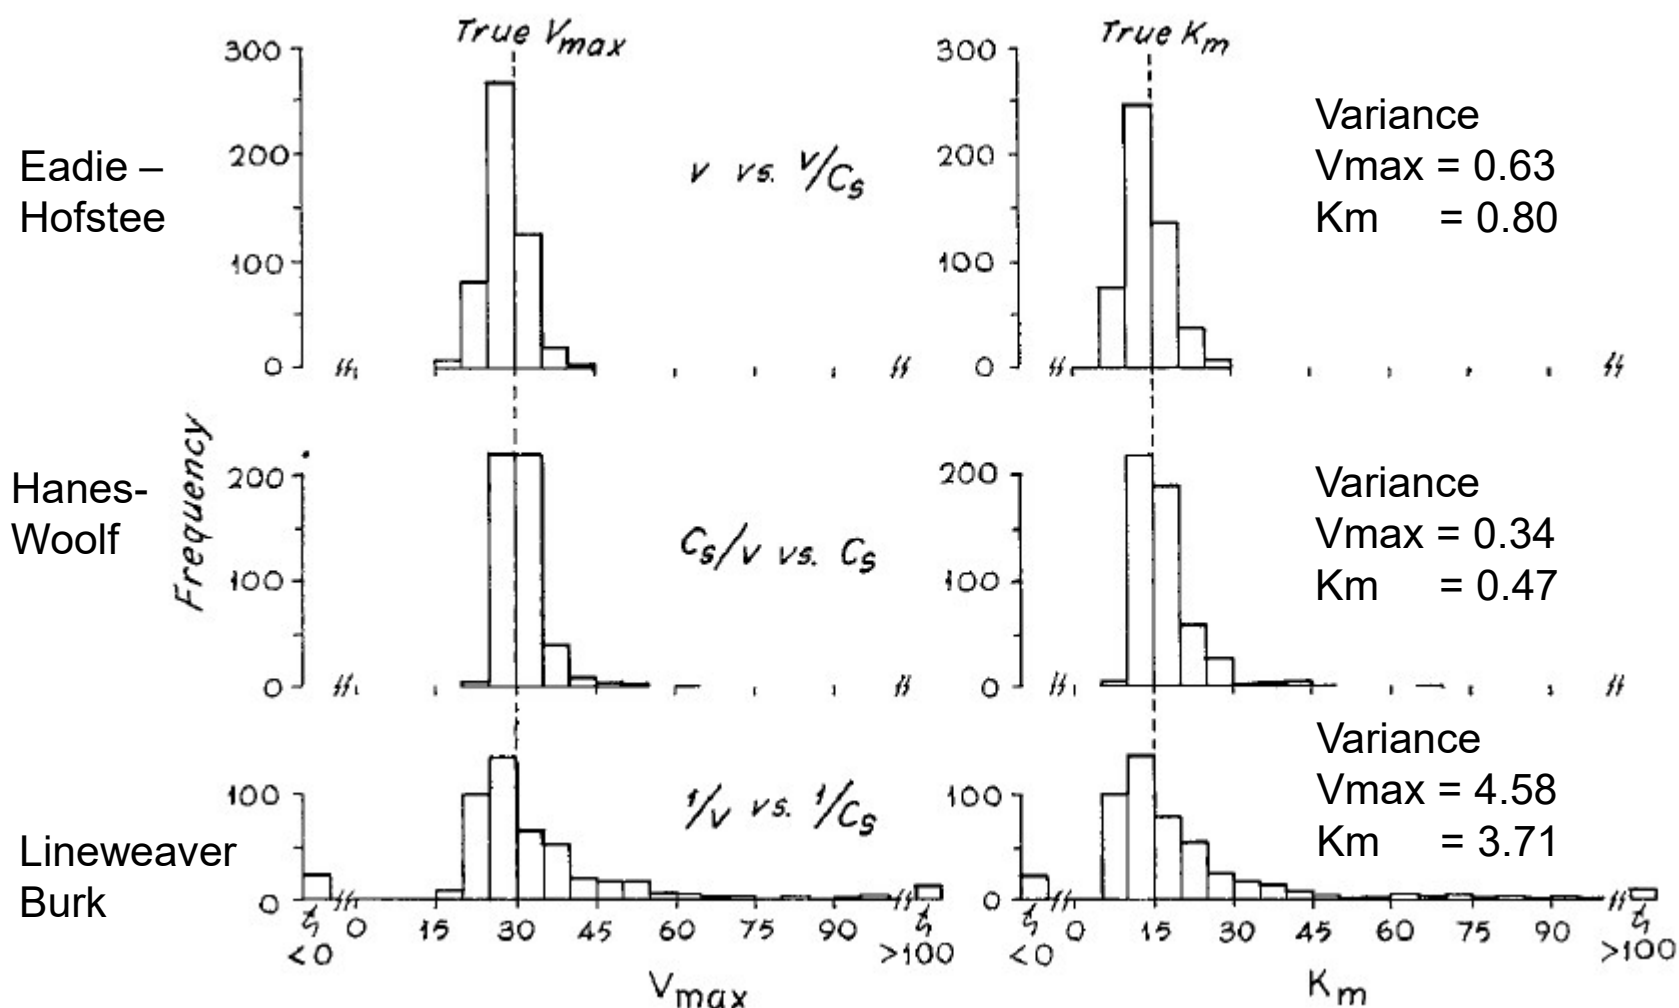 True Vmax
True Km
300
200
100
0
300
200
100
0
Eadie –
Hofstee
v vs. v/Cs
Variance
Vmax = 0.63
Km = 0.80
Frequency
Hanes-
Woolf
200
100
0
Cs/v vs. Cs
200
100
0
Variance
Vmax = 0.34
Km = 0.47
Lineweaver
Burk
100
0
1/v vs. 1/Cs
100
0
Variance
Vmax = 4.58
Km = 3.71
<0 0 15 30 45 60 75 90 >100
<0 0 15 30 45 60 75 90 >100
Vmax
Km